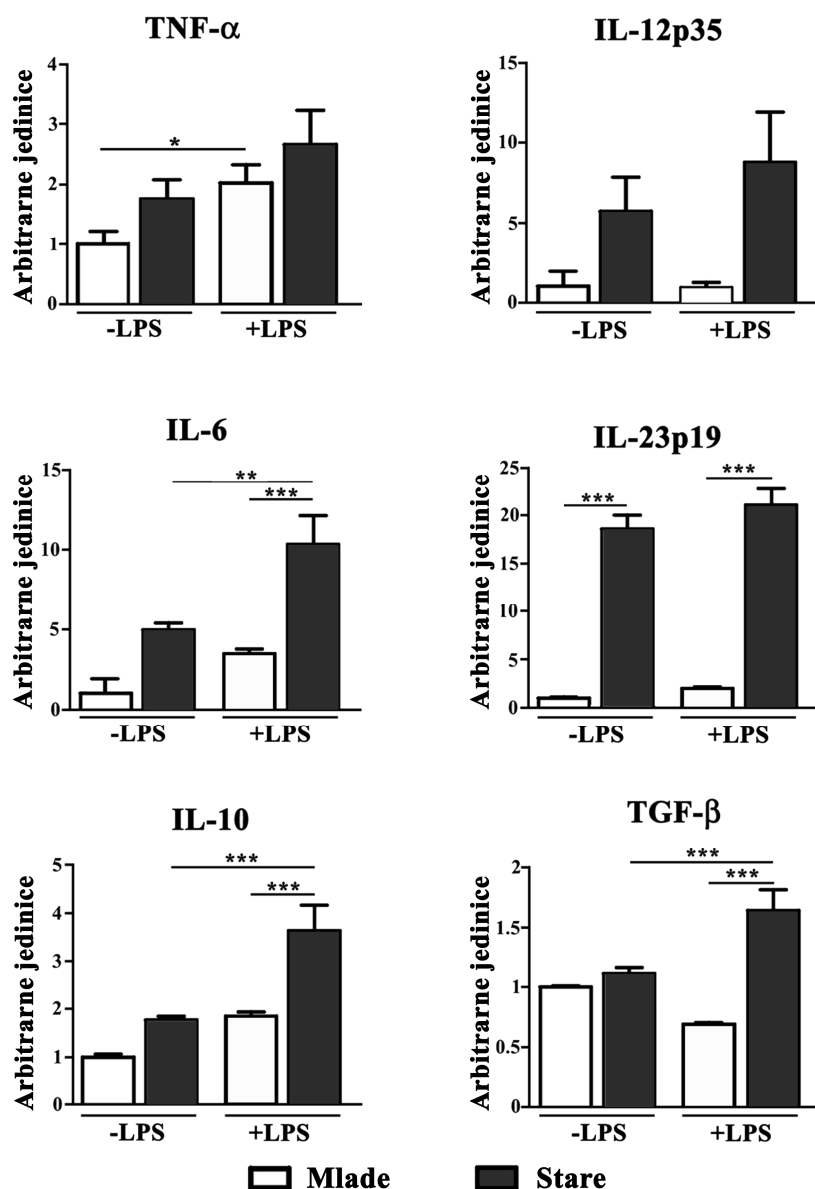 TNF-α
Arbitrarne jedinice
4
3
2
1
0
*
-LPS
+LPS
IL-12p35
Arbitrarne jedinice
15
10
5
0
-LPS
+LPS
IL-6
Arbitrarne jedinice
15
10
5
0
**
***
-LPS
+LPS
IL-23p19
Arbitrarne jedinice
25
20
15
10
5
0
***
***
-LPS
+LPS
IL-10
Arbitrarne jedinice
5
4
3
2
1
0
***
***
-LPS
+LPS
TGF-β
Arbitrarne jedinice
2
1.5
1
0.5
0
***
***
-LPS
+LPS
Mlade
Stare